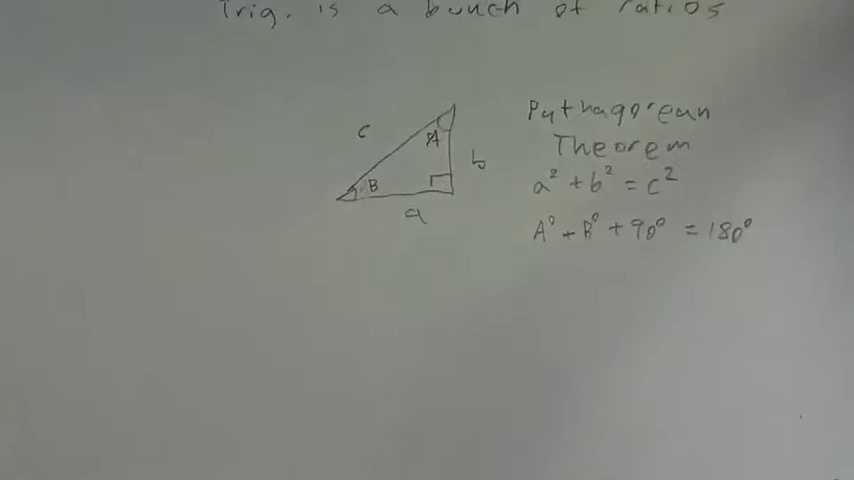 Trig. is a bunch of ratios
Pythagorean
Theorem
a² + b² = c²
A° + B° + 90° = 180°
c
A
b
B
a